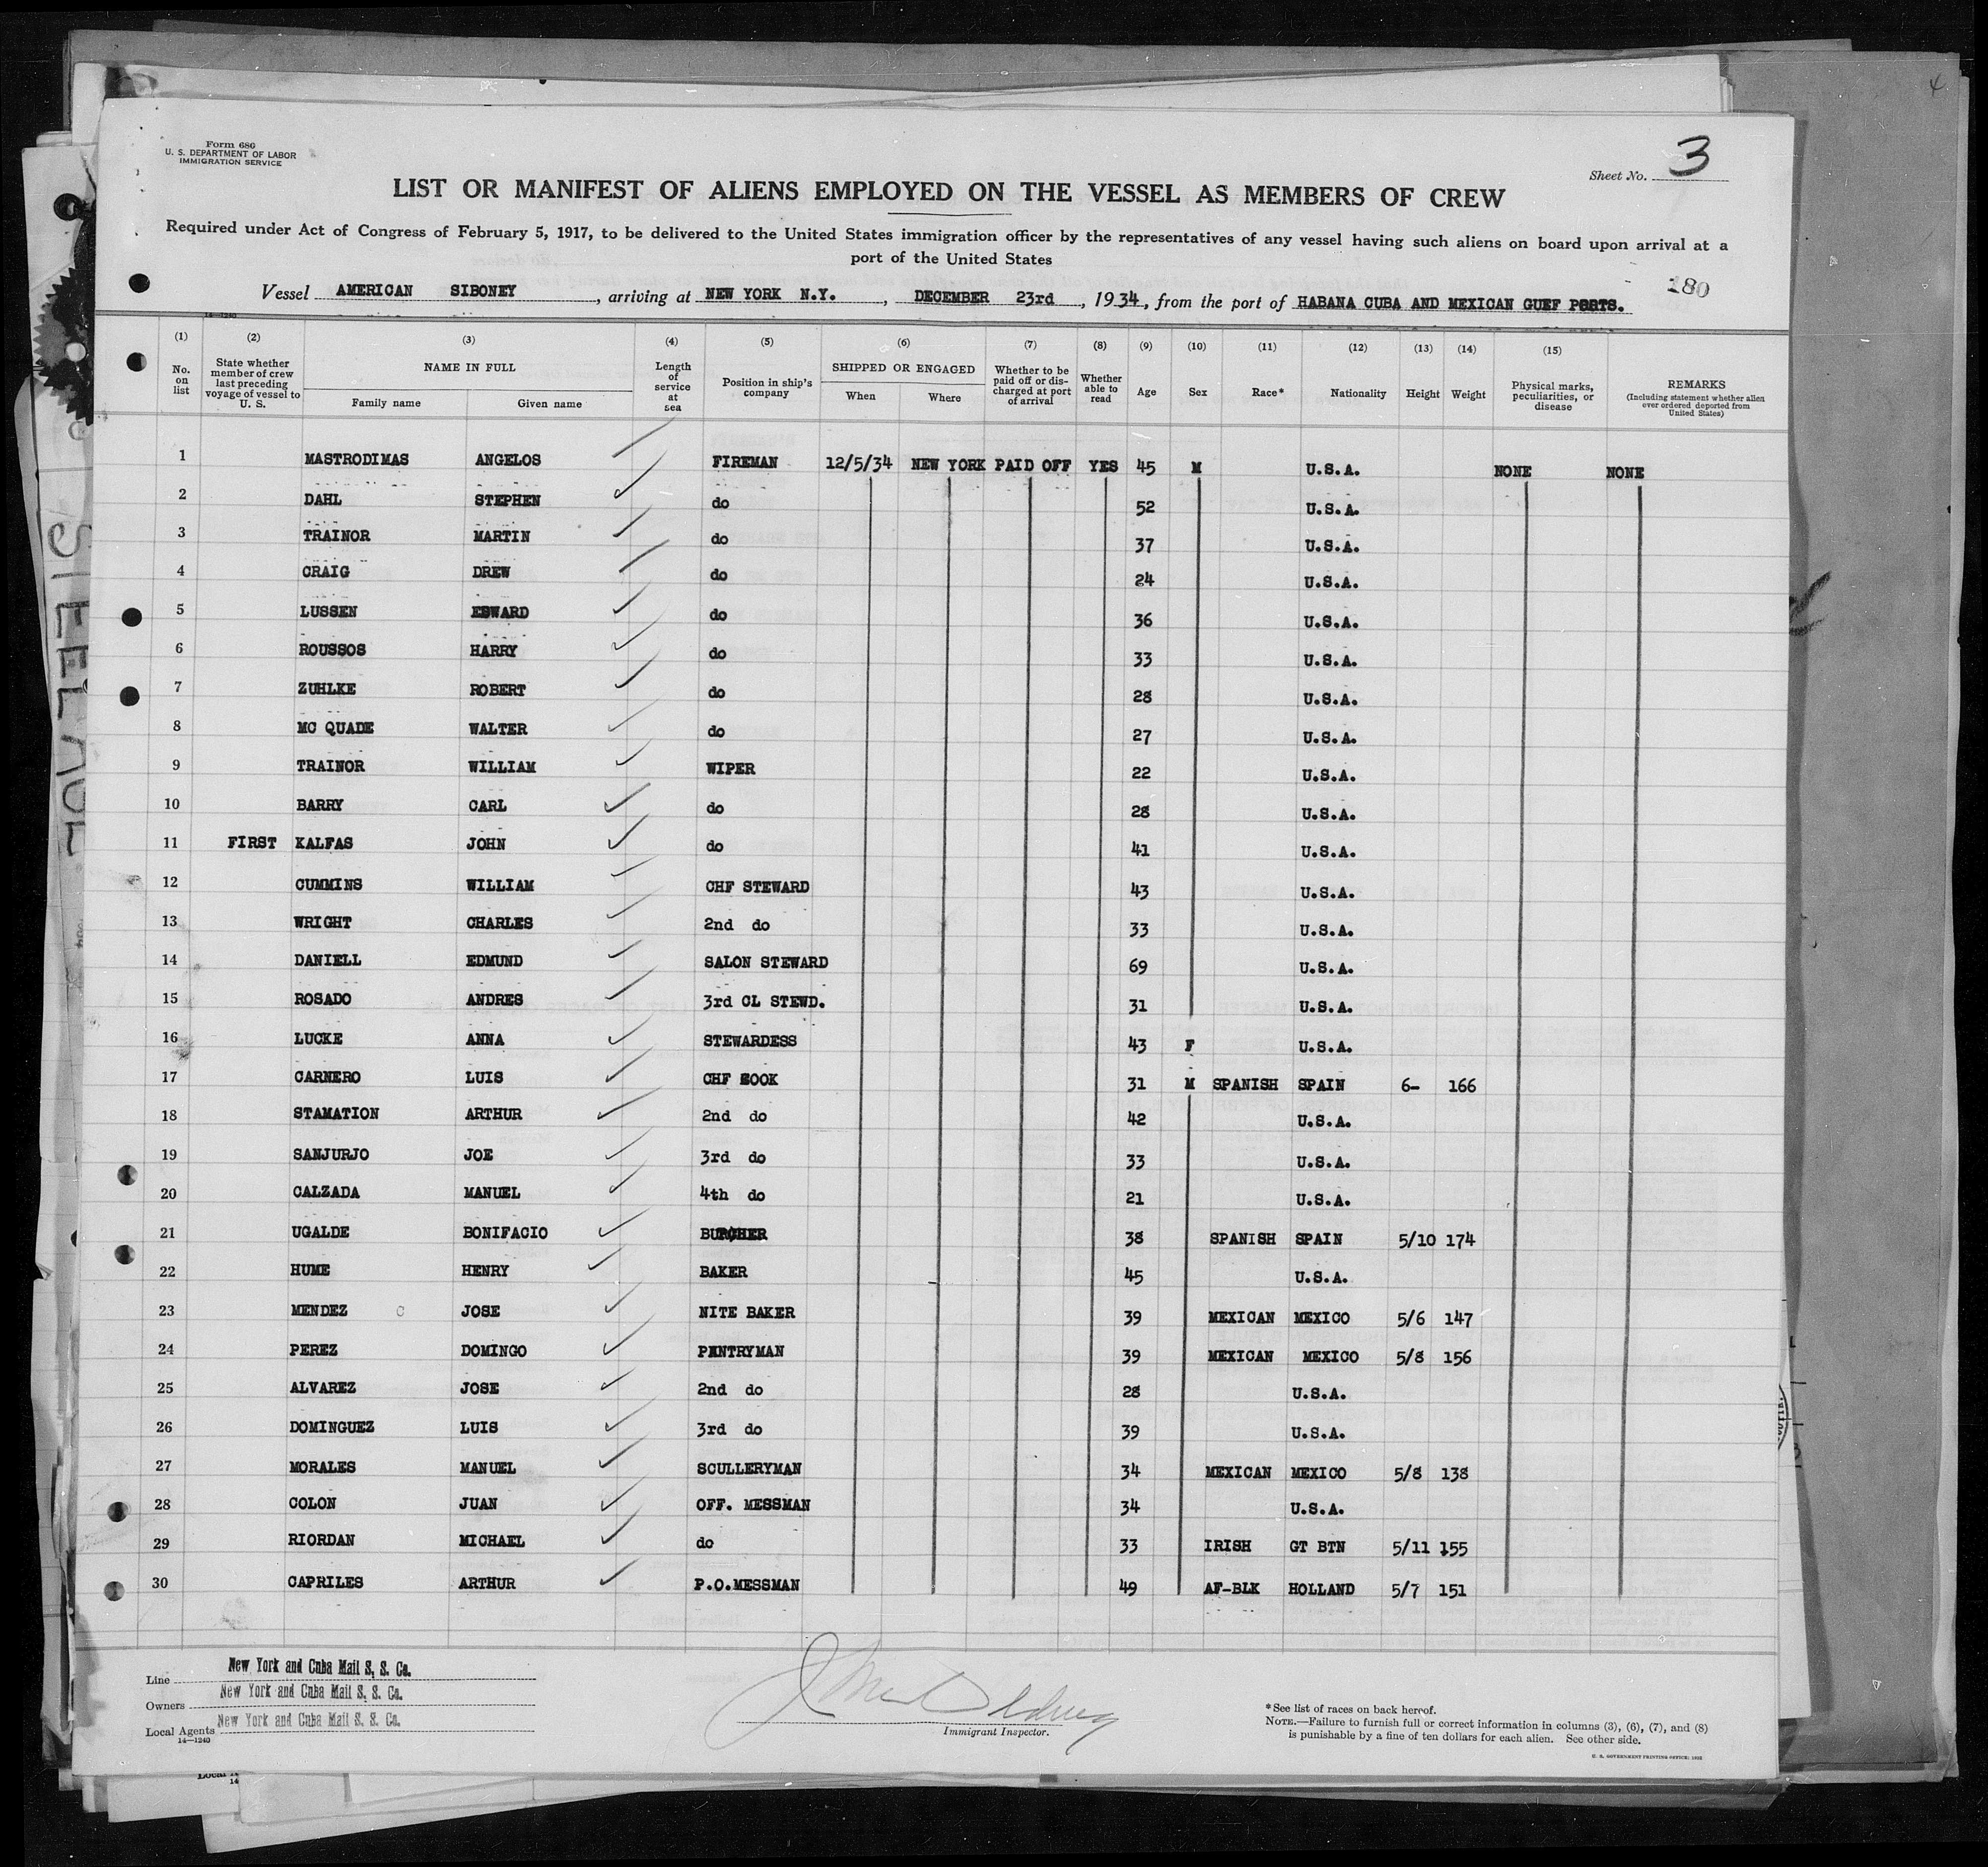 Form 686
U. S. DEPARTMENT OF LABOR
IMMIGRATION SERVICE
Sheet No. 3
LIST OR MANIFEST OF ALIENS EMPLOYED ON THE VESSEL AS MEMBERS OF CREW
Required under Act of Congress of February 5, 1917, to be delivered to the United States immigration officer by the representatives of any vessel having such aliens on board upon arrival at a
port of the United States
180
Vessel AMERICAN SIBONEY, arriving at NEW YORK N.Y., DECEMBER 23rd, 1934, from the port of HABANA CUBA AND MEXICAN GUEF PORTS.
14—1240
(1) (2) (3) (4) (5) (6) (7) (8) (9) (10) (11) (12) (13) (14) (15)
No. on list State whether member of crew last preceding voyage of vessel to U. S. NAME IN FULL Family name Given name Length of service at sea Position in ship's company SHIPPED OR ENGAGED When Where Whether to be paid off or discharged at port of arrival Whether able to read Age Sex Race* Nationality Height Weight Physical marks, peculiarities, or disease REMARKS (Including statement whether alien ever ordered deported from United States)
1 MASTRODIMAS ANGELOS FIREMAN 12/5/34 NEW YORK PAID OFF YES 45 M U.S.A. NONE NONE
2 DAHL STEPHEN do 52 U.S.A.
3 TRAINOR MARTIN do 37 U.S.A.
4 CRAIG DREW do 24 U.S.A.
5 LUSSEN EDWARD do 36 U.S.A.
6 ROUSSOS HARRY do 33 U.S.A.
7 ZUHLKE ROBERT do 28 U.S.A.
8 MC QUADE WALTER do 27 U.S.A.
9 TRAINOR WILLIAM WIPER 22 U.S.A.
10 BARRY CARL do 28 U.S.A.
11 FIRST KALFAS JOHN do 41 U.S.A.
12 CUMMINS WILLIAM CHF STEWARD 43 U.S.A.
13 WRIGHT CHARLES 2nd do 33 U.S.A.
14 DANIELL EDMUND SALON STEWARD 69 U.S.A.
15 ROSADO ANDRES 3rd CL STEWD. 31 U.S.A.
16 LUCKE ANNA STEWARDESS 43 F U.S.A.
17 CARNERO LUIS CHF COOK 31 M SPANISH SPAIN 6- 166
18 STAMATION ARTHUR 2nd do 42 U.S.A.
19 SANJURJO JOE 3rd do 33 U.S.A.
20 CALZADA MANUEL 4th do 21 U.S.A.
21 UGALDE BONIFACIO BUTCHER 38 SPANISH SPAIN 5/10 174
22 HUME HENRY BAKER 45 U.S.A.
23 MENDEZ JOSE NITE BAKER 39 MEXICAN MEXICO 5/6 147
24 PEREZ DOMINGO PANTRYMAN 39 MEXICAN MEXICO 5/8 156
25 ALVAREZ JOSE 2nd do 28 U.S.A.
26 DOMINGUEZ LUIS 3rd do 39 U.S.A.
27 MORALES MANUEL SCULLERYMAN 34 MEXICAN MEXICO 5/8 138
28 COLON JUAN OFF. MESSMAN 34 U.S.A.
29 RIORDAN MICHAEL do 33 IRISH GT BTN 5/11 155
30 CAPRILES ARTHUR P.O.MESSMAN 49 AF-BLK HOLLAND 5/7 151
Line New York and Cuba Mail S. S. Co.
Owners New York and Cuba Mail S. S. Co.
Local Agents New York and Cuba Mail S. S. Co.
14—1240
Immigrant Inspector.
*See list of races on back hereof.
NOTE.—Failure to furnish full or correct information in columns (3), (6), (7), and (8)
is punishable by a fine of ten dollars for each alien. See other side.